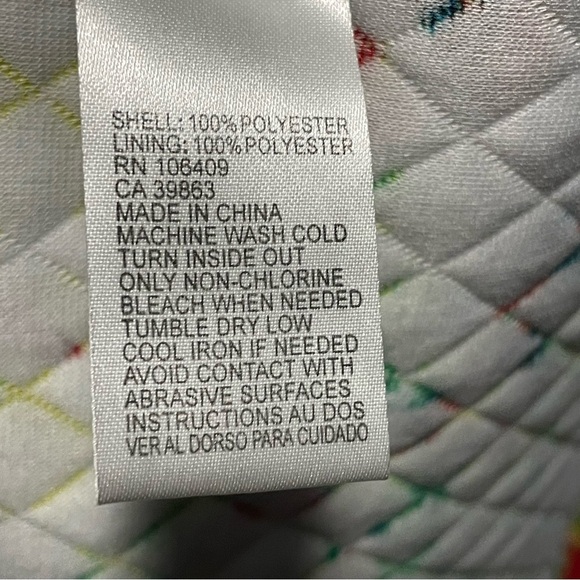 SHELL: 100% POLYESTER
LINING: 100% POLYESTER
RN 106409
CA 39863
MADE IN CHINA
MACHINE WASH COLD
TURN INSIDE OUT
ONLY NON-CHLORINE
BLEACH WHEN NEEDED
TUMBLE DRY LOW
COOL IRON IF NEEDED
AVOID CONTACT WITH
ABRASIVE SURFACES
INSTRUCTIONS AU DOS
VER AL DORSO PARA CUIDADO